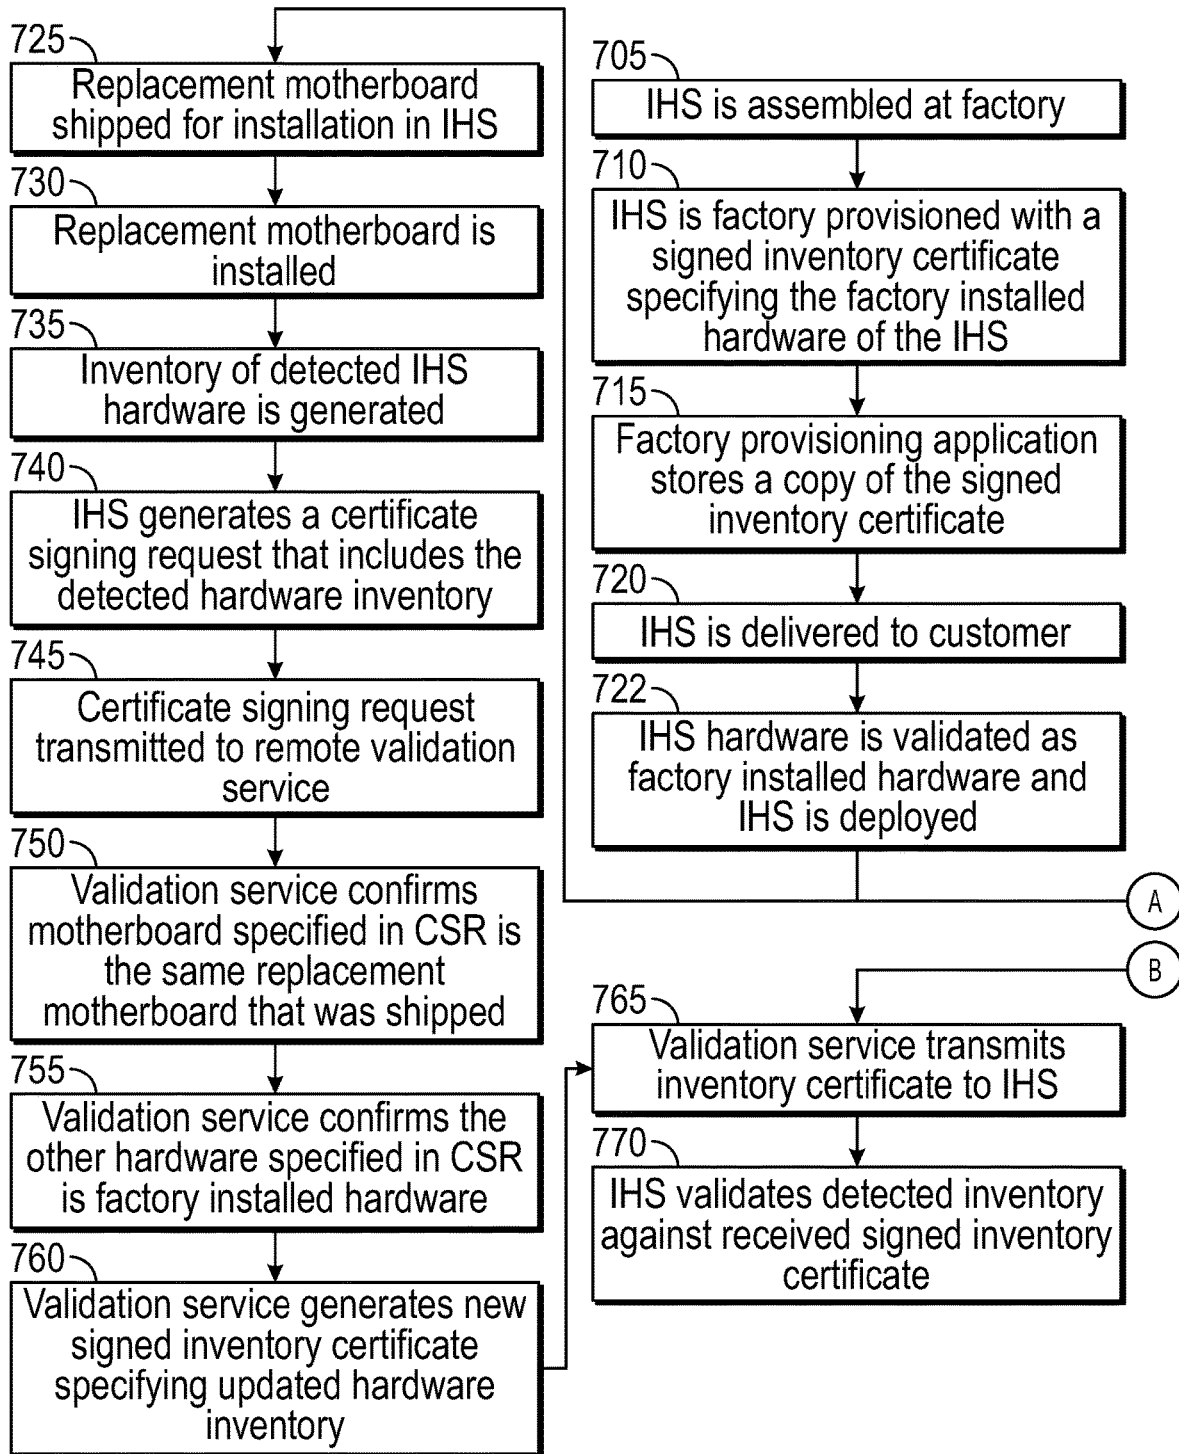 725
Replacement motherboard
shipped for installation in IHS
730
Replacement motherboard is
installed
735
Inventory of detected IHS
hardware is generated
740
IHS generates a certificate
signing request that includes the
detected hardware inventory
745
Certificate signing request
transmitted to remote validation
service
750
Validation service confirms
motherboard specified in CSR is
the same replacement
motherboard that was shipped
755
Validation service confirms the
other hardware specified in CSR
is factory installed hardware
760
Validation service generates new
signed inventory certificate
specifying updated hardware
inventory
705
IHS is assembled at factory
710
IHS is factory provisioned with a
signed inventory certificate
specifying the factory installed
hardware of the IHS
715
Factory provisioning application
stores a copy of the signed
inventory certificate
720
IHS is delivered to customer
722
IHS hardware is validated as
factory installed hardware and
IHS is deployed
A
B
765
Validation service transmits
inventory certificate to IHS
770
IHS validates detected inventory
against received signed inventory
certificate